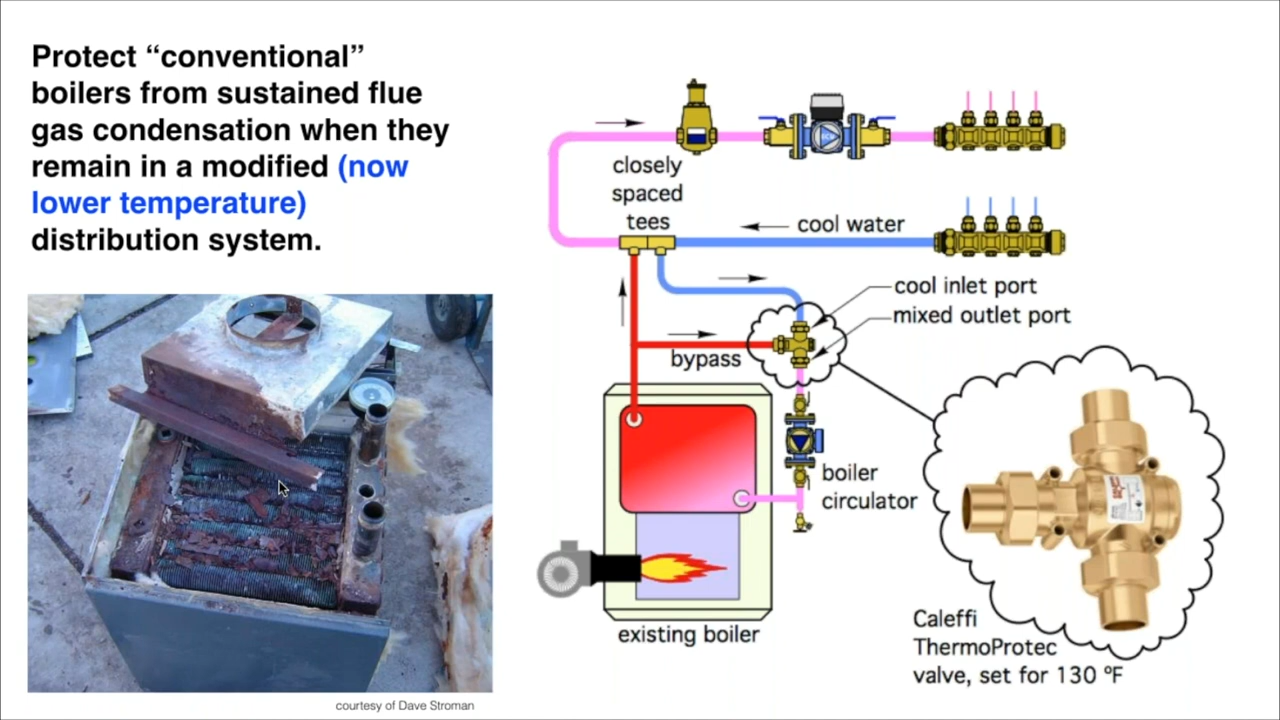 Protect “conventional”
boilers from sustained flue
gas condensation when they
remain in a modified (now
lower temperature)
distribution system.
closely
spaced
tees
cool water
cool inlet port
mixed outlet port
bypass
boiler
circulator
existing boiler
Caleffi
ThermoProtec
valve, set for 130 ºF
courtesy of Dave Stroman